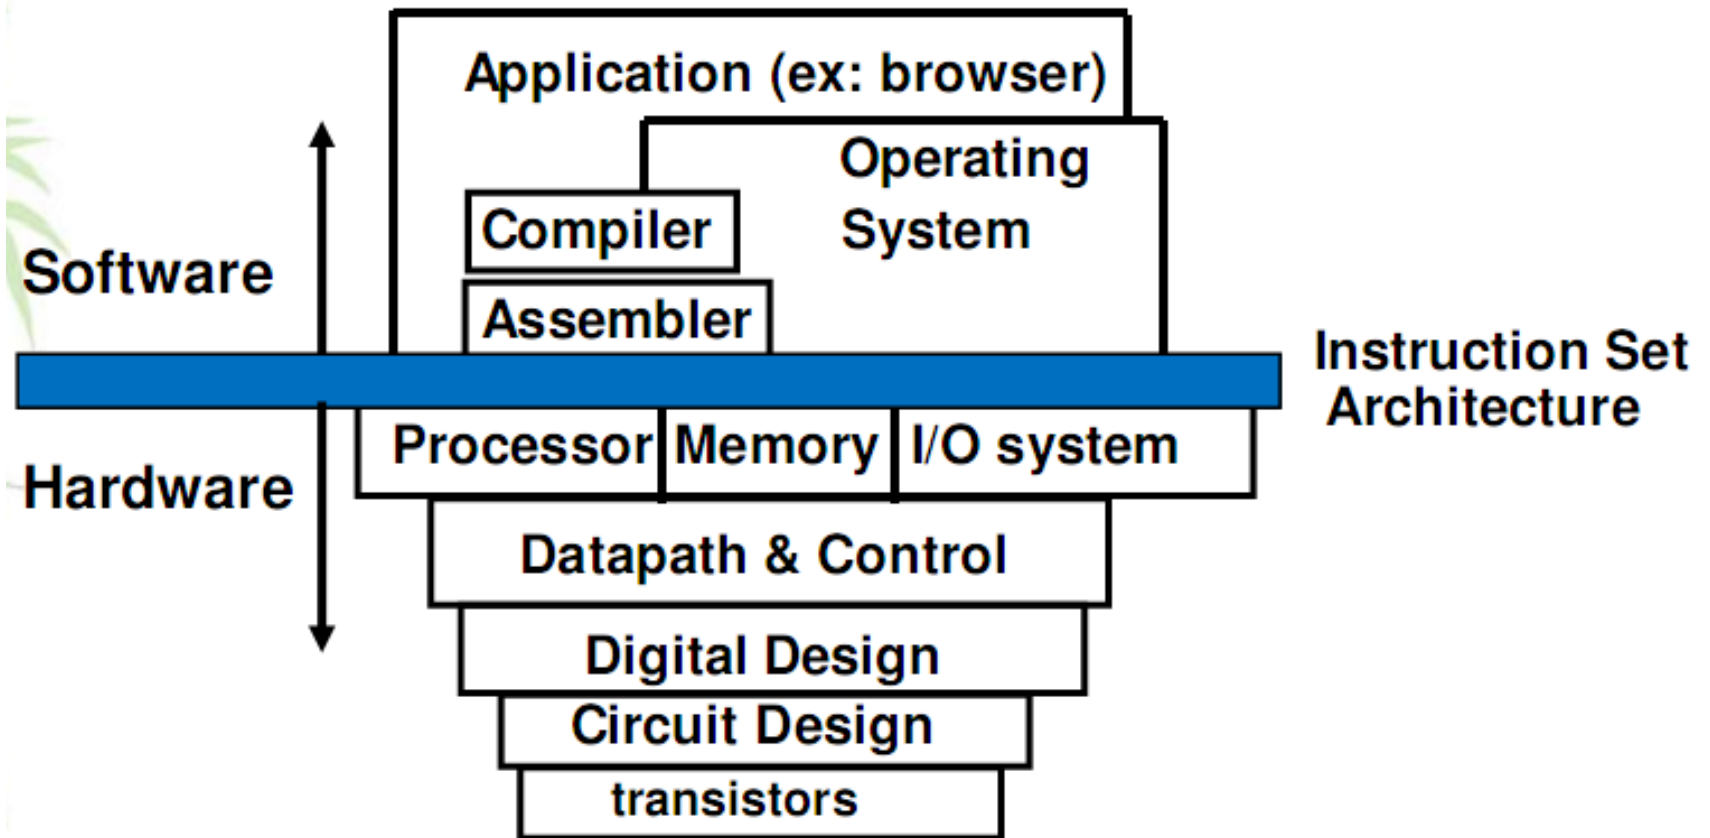 Application (ex: browser)
Operating
System
Compiler
Assembler
Software
Instruction Set
Architecture
Hardware
Processor
Memory
I/O system
Datapath & Control
Digital Design
Circuit Design
transistors